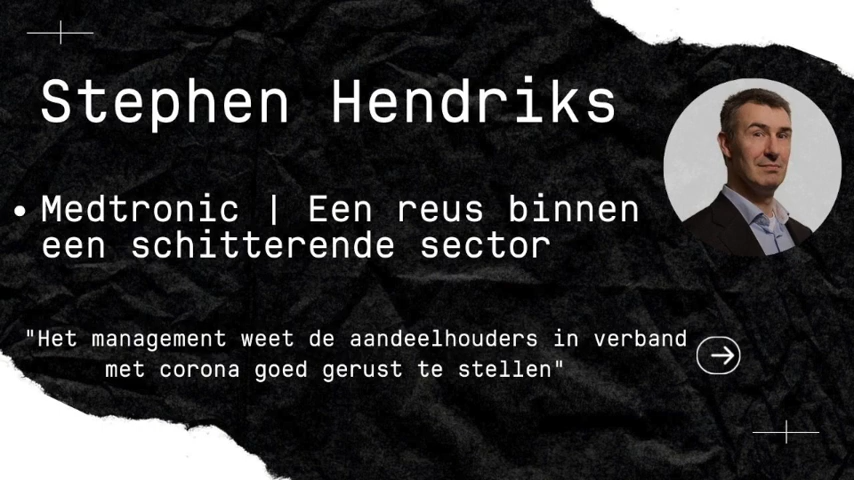 Stephen Hendriks
• Medtronic | Een reus binnen
een schitterende sector
"Het management weet de aandeelhouders in verband
met corona goed gerust te stellen"